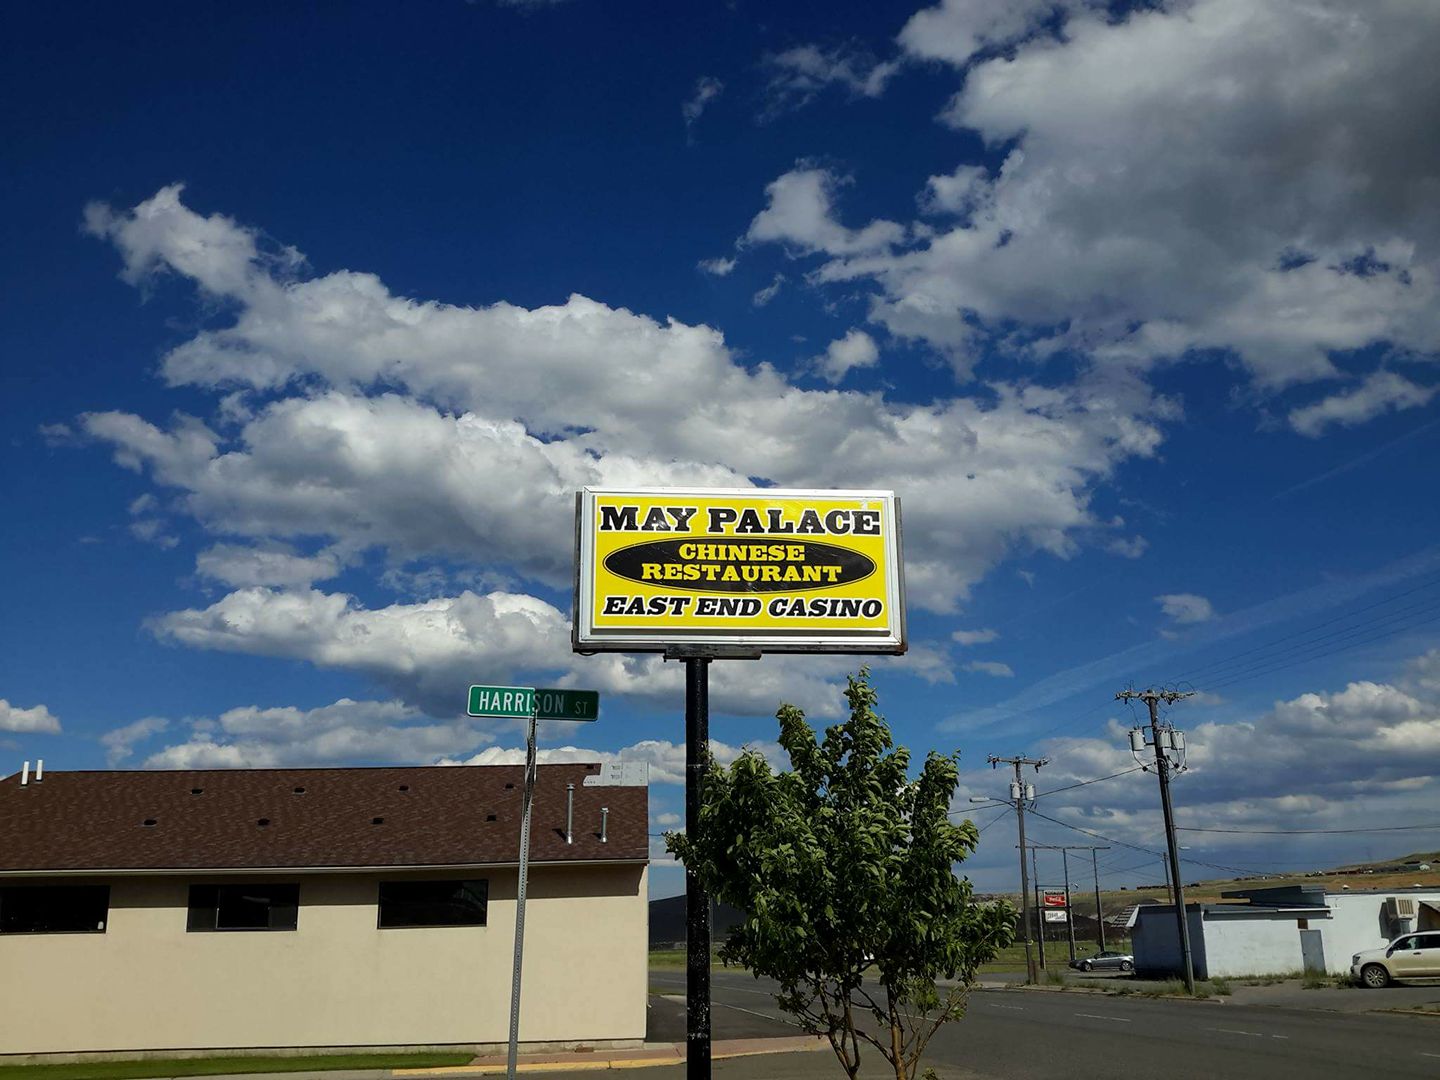 MAY PALACE
CHINESE
RESTAURANT
EAST END CASINO
HARRISON ST